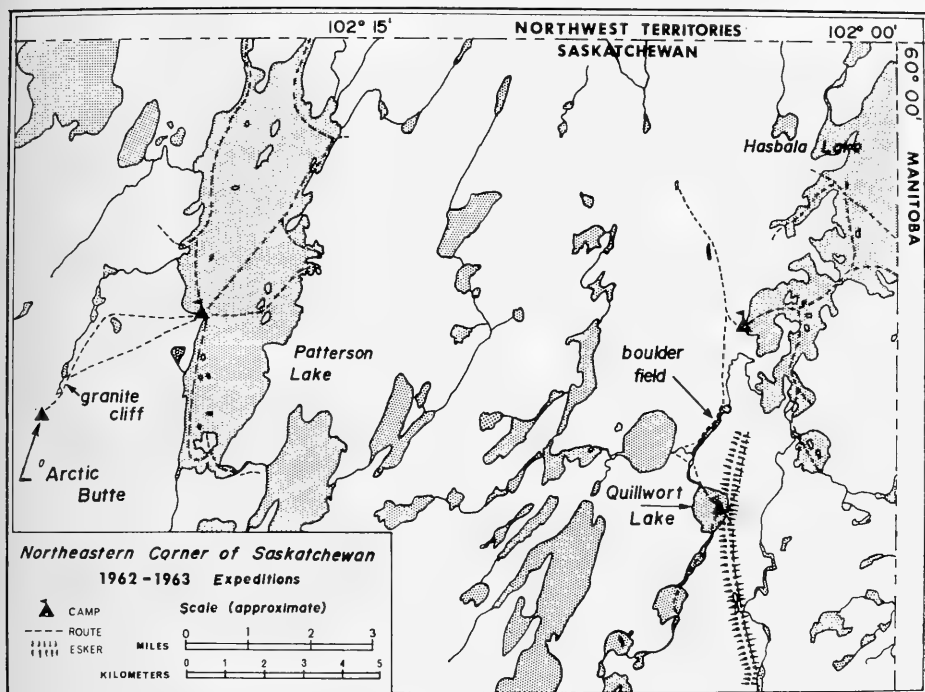 NORTHWEST TERRITORIES
SASKATCHEWAN
102° 15'
102° 00'
60° 00'
MANITOBA
Hasbala Lake
Patterson
Lake
boulder
field
granite
cliff
Arctic
Butte
Quillwort
Lake
Northeastern Corner of Saskatchewan
1962-1963 Expeditions
CAMP
ROUTE
ESKER
Scale (approximate)
MILES 0 1 2 3
KILOMETERS 0 1 2 3 4 5